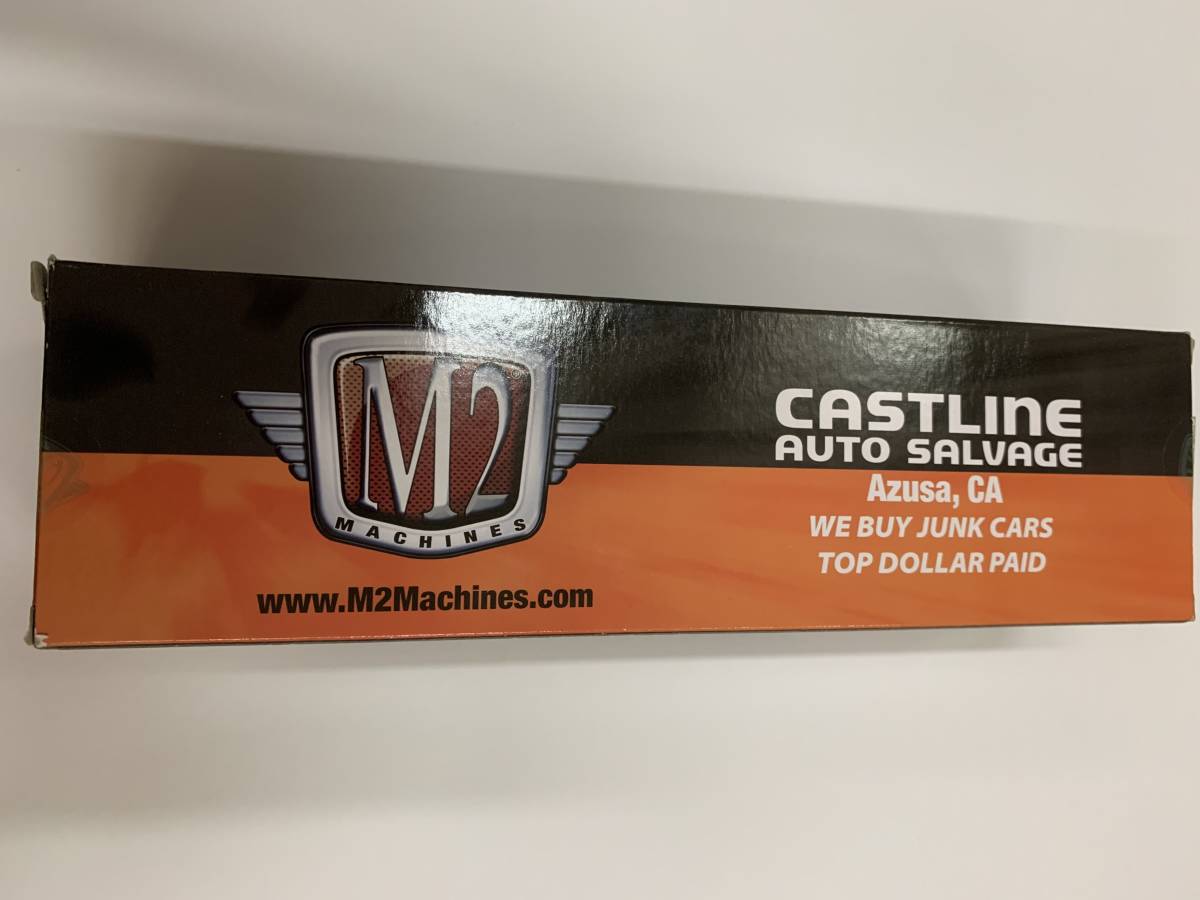 M2®
MACHINES
www.M2Machines.com
CASTLINE
AUTO SALVAGE
Azusa, CA
WE BUY JUNK CARS
TOP DOLLAR PAID